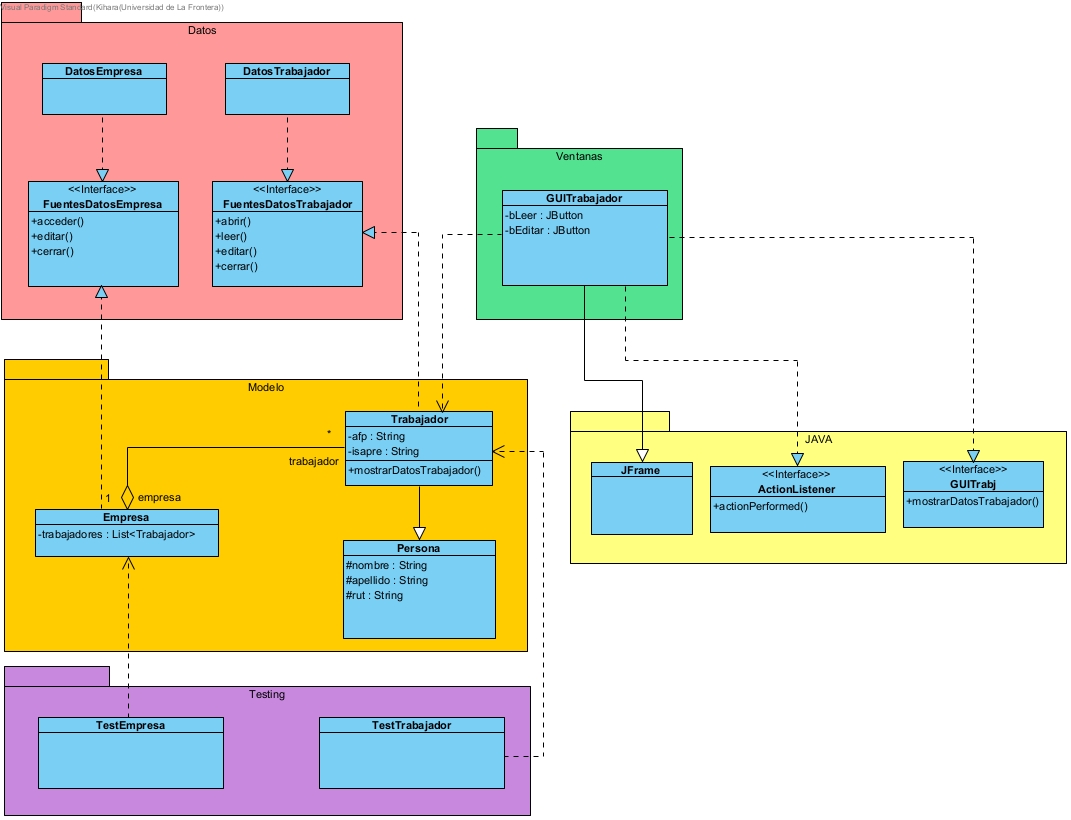 Visual Paradigm Standard(Kihara(Universidad de La Frontera))
Datos
DatosEmpresa
DatosTrabajador
<<Interface>>
FuentesDatosEmpresa
+acceder()
+editar()
+cerrar()
<<Interface>>
FuentesDatosTrabajador
+abrir()
+leer()
+editar()
+cerrar()
Ventanas
GUITrabajador
-bLeer : JButton
-bEditar : JButton
Modelo
Trabajador
-afp : String
-isapre : String
+mostrarDatosTrabajador()
*
trabajador
1
empresa
Empresa
-trabajadores : List<Trabajador>
Persona
#nombre : String
#apellido : String
#rut : String
JAVA
JFrame
<<Interface>>
ActionListener
+actionPerformed()
<<Interface>>
GUITrabj
+mostrarDatosTrabajador()
Testing
TestEmpresa
TestTrabajador